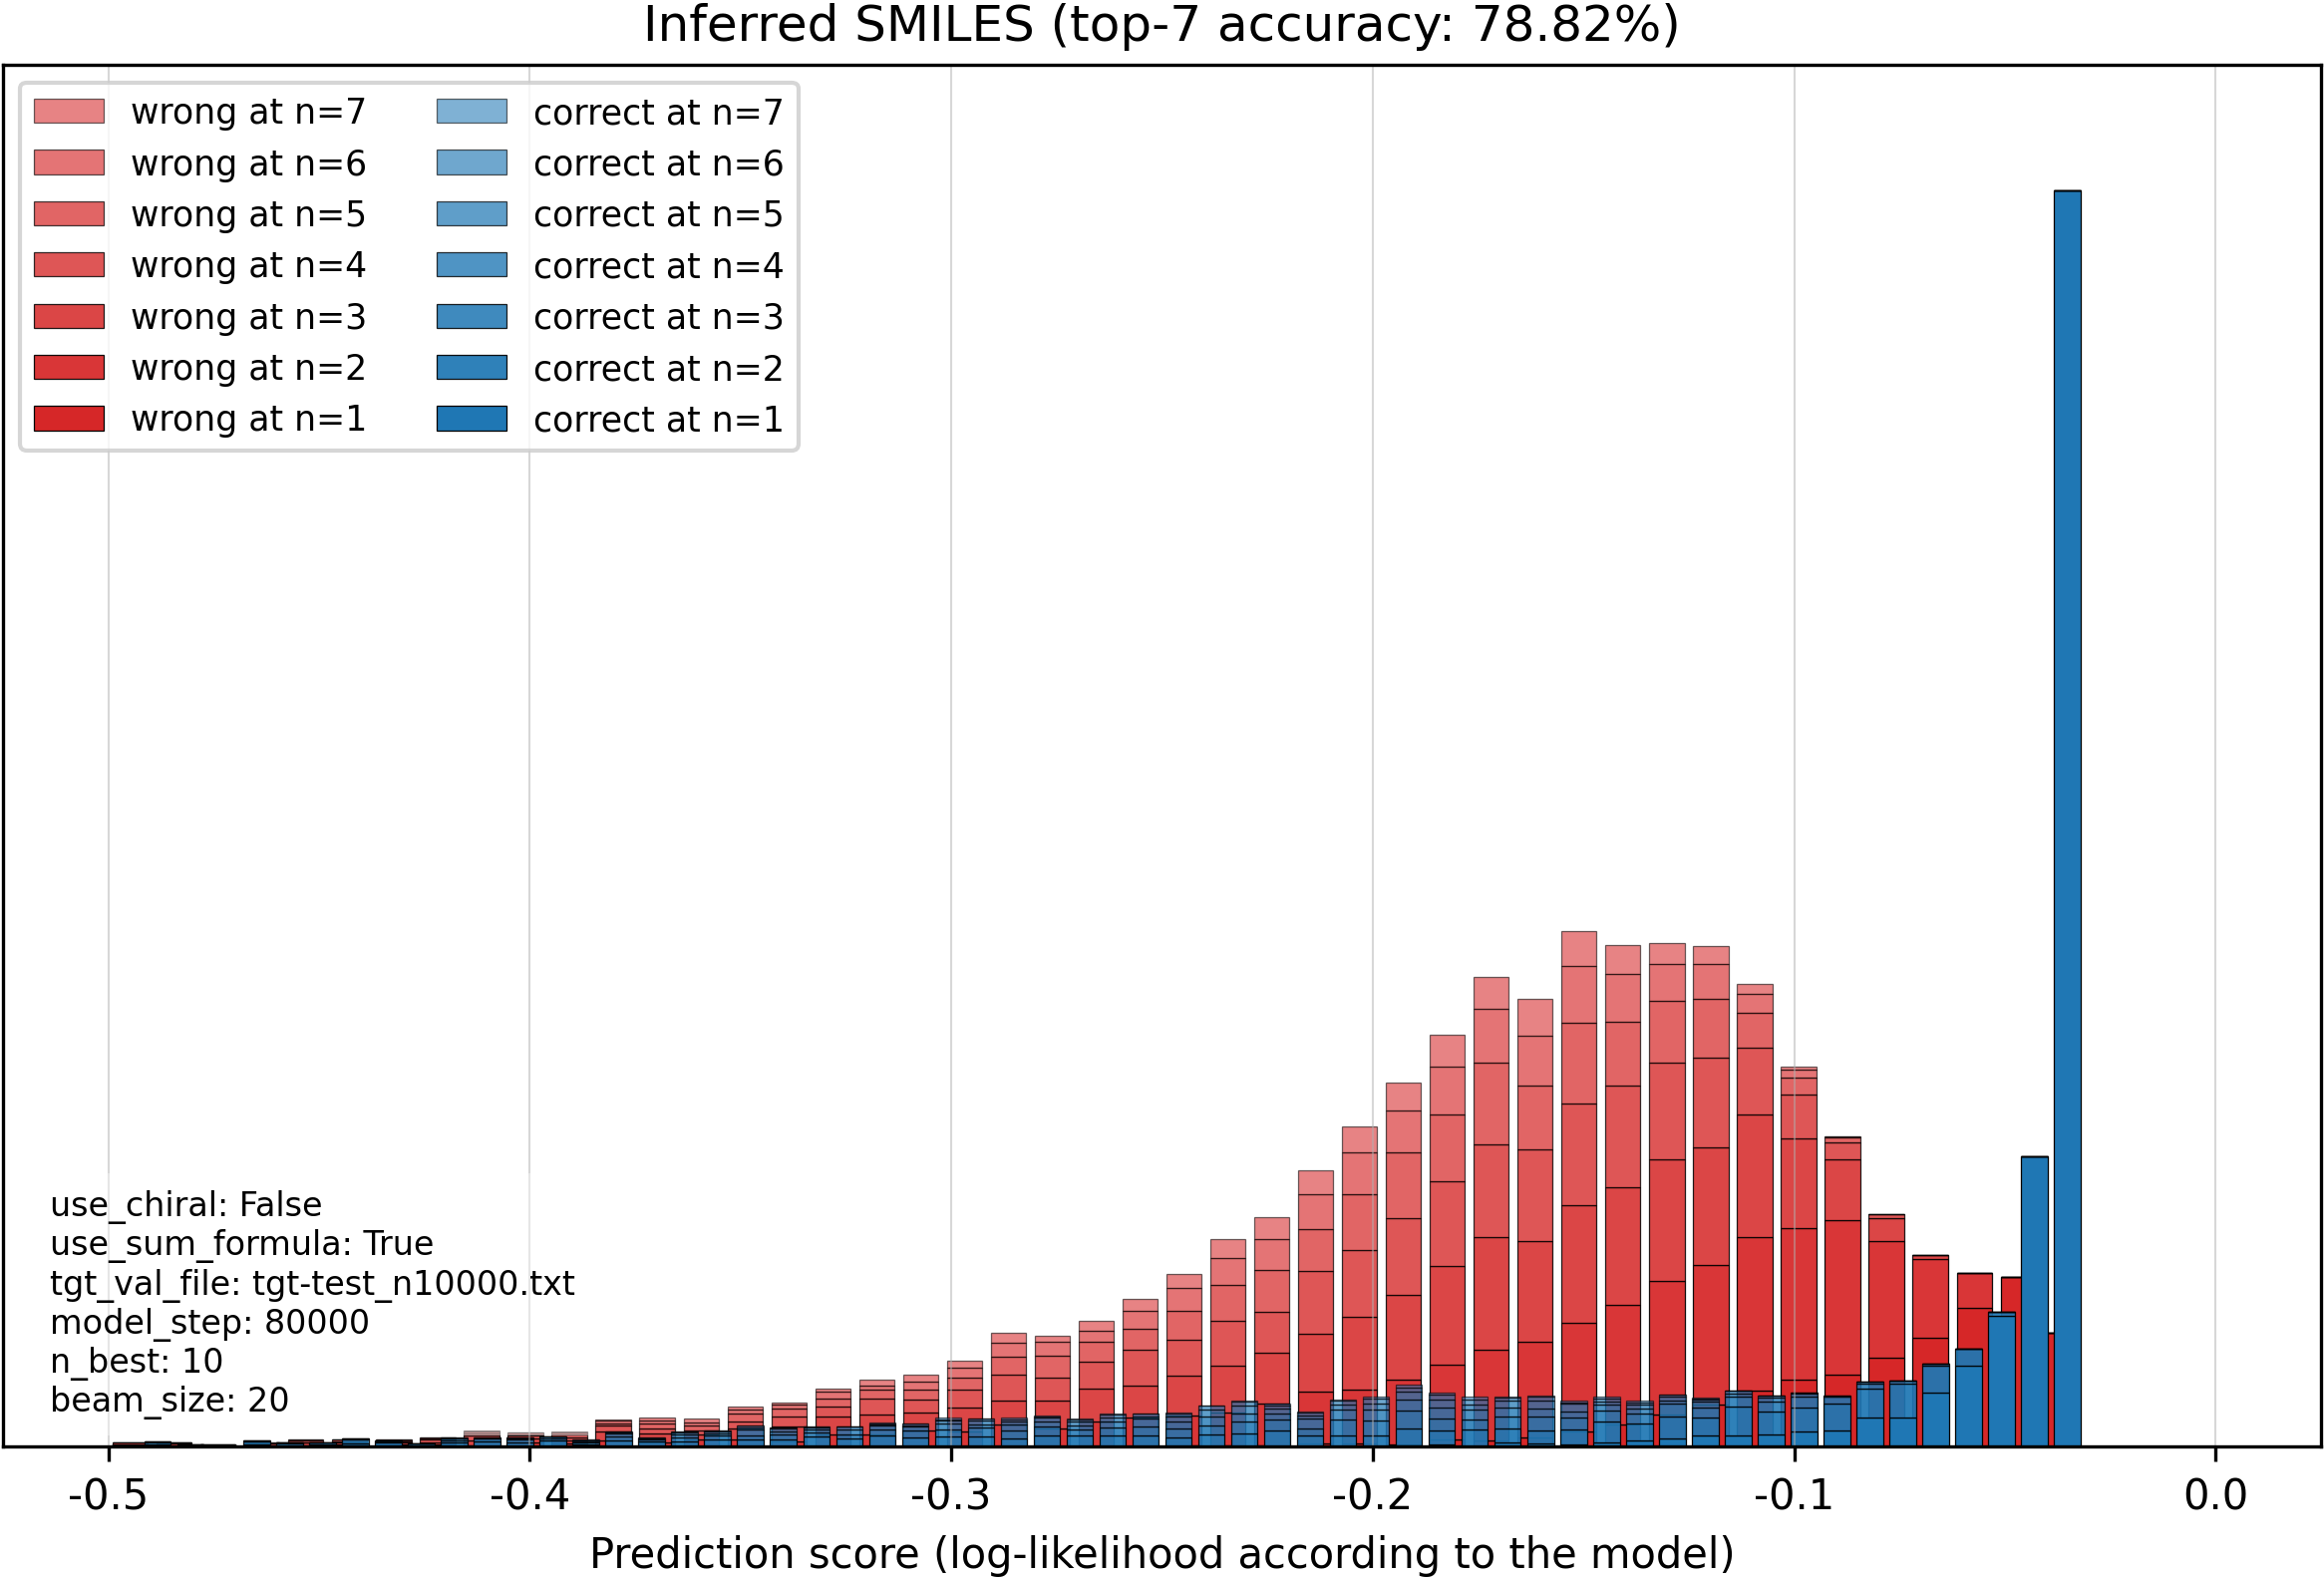 Inferred SMILES (top-7 accuracy: 78.82%)
wrong at n=7
wrong at n=6
wrong at n=5
wrong at n=4
wrong at n=3
wrong at n=2
wrong at n=1
correct at n=7
correct at n=6
correct at n=5
correct at n=4
correct at n=3
correct at n=2
correct at n=1
use_chiral: False
use_sum_formula: True
tgt_val_file: tgt-test_n10000.txt
model_step: 80000
n_best: 10
beam_size: 20
-0.5 -0.4 -0.3 -0.2 -0.1 0.0
Prediction score (log-likelihood according to the model)